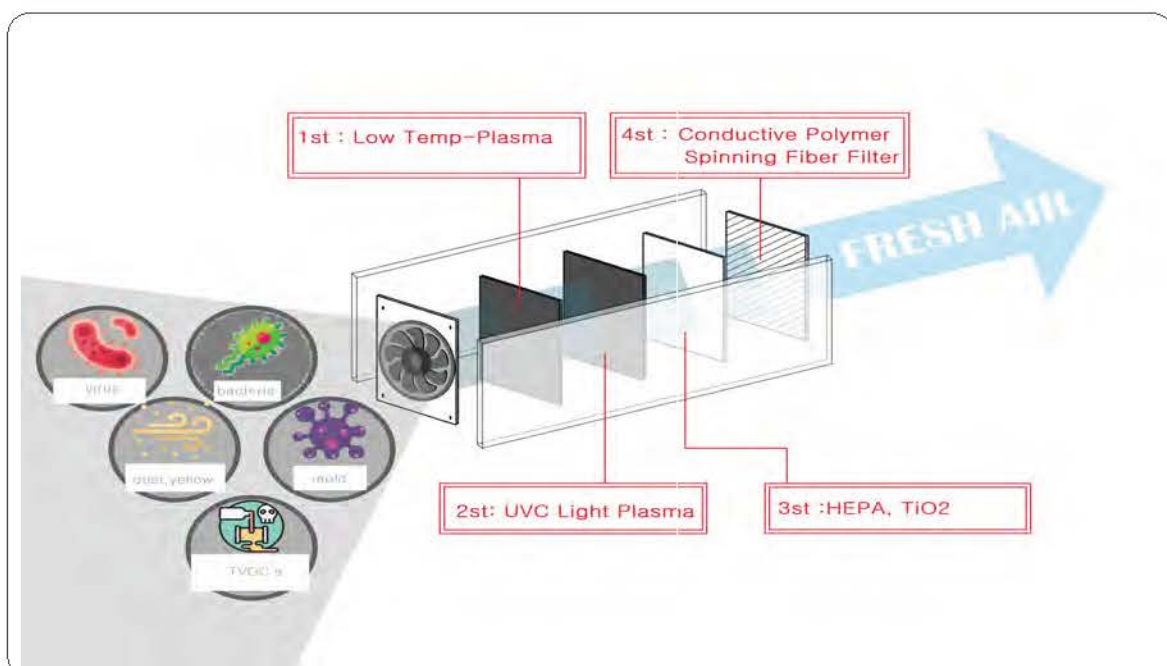 1st : Low Temp-Plasma
4st : Conductive Polymer
Spinning Fiber Filter
FRESH AIR
virus
bacteria
dust, yellow
mold
TVOC's
2st: UVC Light Plasma
3st :HEPA, TiO2